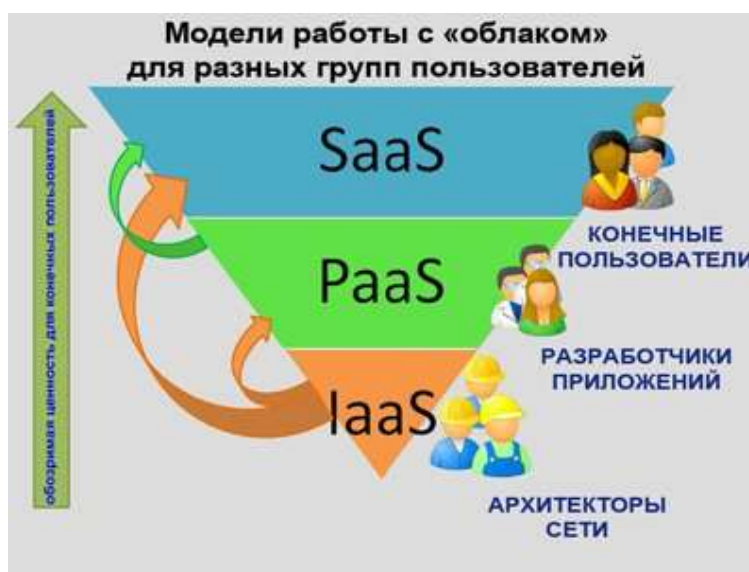 Модели работы с «облаком»
для разных групп пользователей
обозримая ценность для конечных пользователей
SaaS
КОНЕЧНЫЕ
ПОЛЬЗОВАТЕЛИ
PaaS
РАЗРАБОТЧИКИ
ПРИЛОЖЕНИЙ
IaaS
АРХИТЕКТОРЫ
СЕТИ